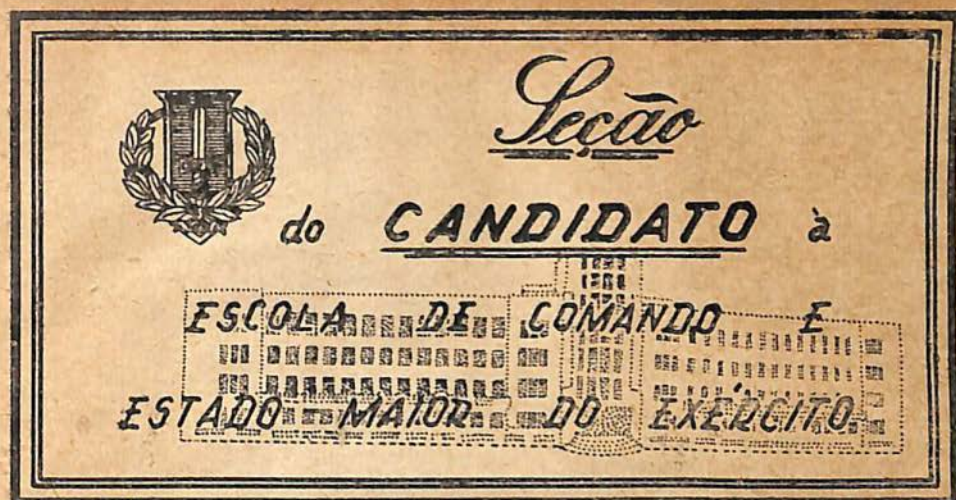 Seção
do CANDIDATO à
ESCOLA DE COMANDO E
ESTADO MAIOR DO EXÉRCITO